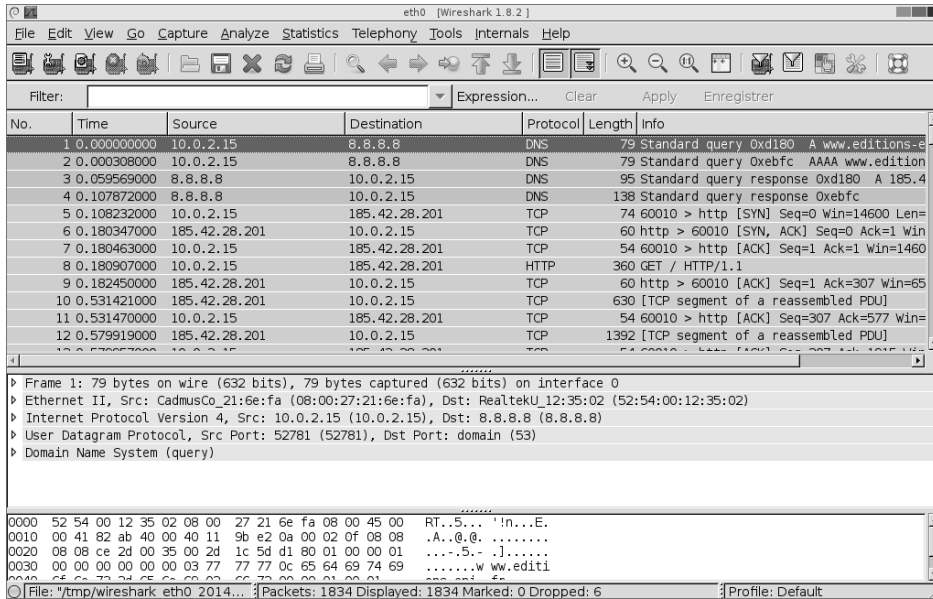 eth0 [Wireshark 1.8.2 ]
File Edit View Go Capture Analyze Statistics Telephony Tools Internals Help
Filter: Expression... Clear Apply Enregistrer
No. Time Source Destination Protocol Length Info
1 0.000000000 10.0.2.15 8.8.8.8 DNS 79 Standard query 0xd180 A www.editions-e
2 0.000308000 10.0.2.15 8.8.8.8 DNS 79 Standard query 0xebfc AAAA www.edition
3 0.059569000 8.8.8.8 10.0.2.15 DNS 95 Standard query response 0xd180 A 185.4
4 0.107872000 8.8.8.8 10.0.2.15 DNS 138 Standard query response 0xebfc
5 0.108232000 10.0.2.15 185.42.28.201 TCP 74 60010 > http [SYN] Seq=0 Win=14600 Len=
6 0.180347000 185.42.28.201 10.0.2.15 TCP 60 http > 60010 [SYN, ACK] Seq=0 Ack=1 Win
7 0.180463000 10.0.2.15 185.42.28.201 TCP 54 60010 > http [ACK] Seq=1 Ack=1 Win=1460
8 0.180907000 10.0.2.15 185.42.28.201 HTTP 360 GET / HTTP/1.1
9 0.182450000 185.42.28.201 10.0.2.15 TCP 60 http > 60010 [ACK] Seq=1 Ack=307 Win=65
10 0.531421000 185.42.28.201 10.0.2.15 TCP 630 [TCP segment of a reassembled PDU]
11 0.531470000 10.0.2.15 185.42.28.201 TCP 54 60010 > http [ACK] Seq=307 Ack=577 Win=
12 0.579919000 185.42.28.201 10.0.2.15 TCP 1392 [TCP segment of a reassembled PDU]
Frame 1: 79 bytes on wire (632 bits), 79 bytes captured (632 bits) on interface 0
Ethernet II, Src: CadmusCo_21:6e:fa (08:00:27:21:6e:fa), Dst: RealtekU_12:35:02 (52:54:00:12:35:02)
Internet Protocol Version 4, Src: 10.0.2.15 (10.0.2.15), Dst: 8.8.8.8 (8.8.8.8)
User Datagram Protocol, Src Port: 52781 (52781), Dst Port: domain (53)
Domain Name System (query)
0000 52 54 00 12 35 02 08 00 27 21 6e fa 08 00 45 00 RT..5... '!n...E.
0010 00 41 82 ab 40 00 40 11 9b e2 0a 00 02 0f 08 08 .A..@.@. ........
0020 08 08 ce 2d 00 35 00 2d 1c 5d d1 80 01 00 00 01 ...-.5.- .]......
0030 00 00 00 00 00 00 03 77 77 77 0c 65 64 69 74 69 .......w ww.editi
File: "/tmp/wireshark_eth0_2014... Packets: 1834 Displayed: 1834 Marked: 0 Dropped: 6 Profile: Default